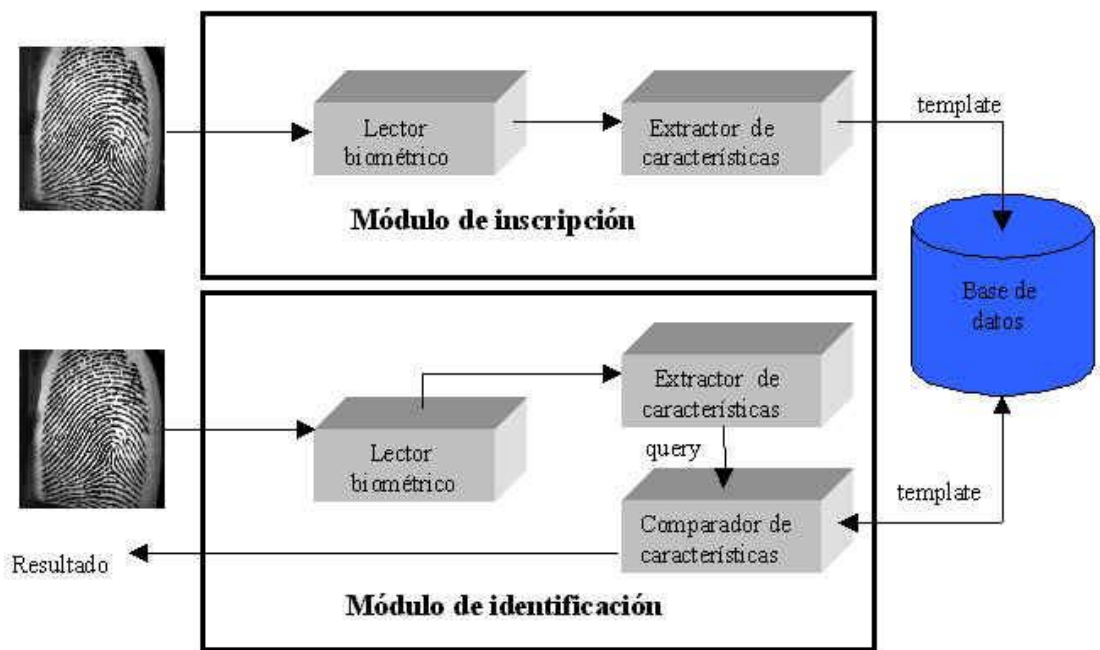 template
Lector
biométrico
Extractor de
características
Módulo de inscripción
Base de
datos
Extractor de
características
query
Lector
biométrico
template
Comparador de
características
Resultado
Módulo de identificación